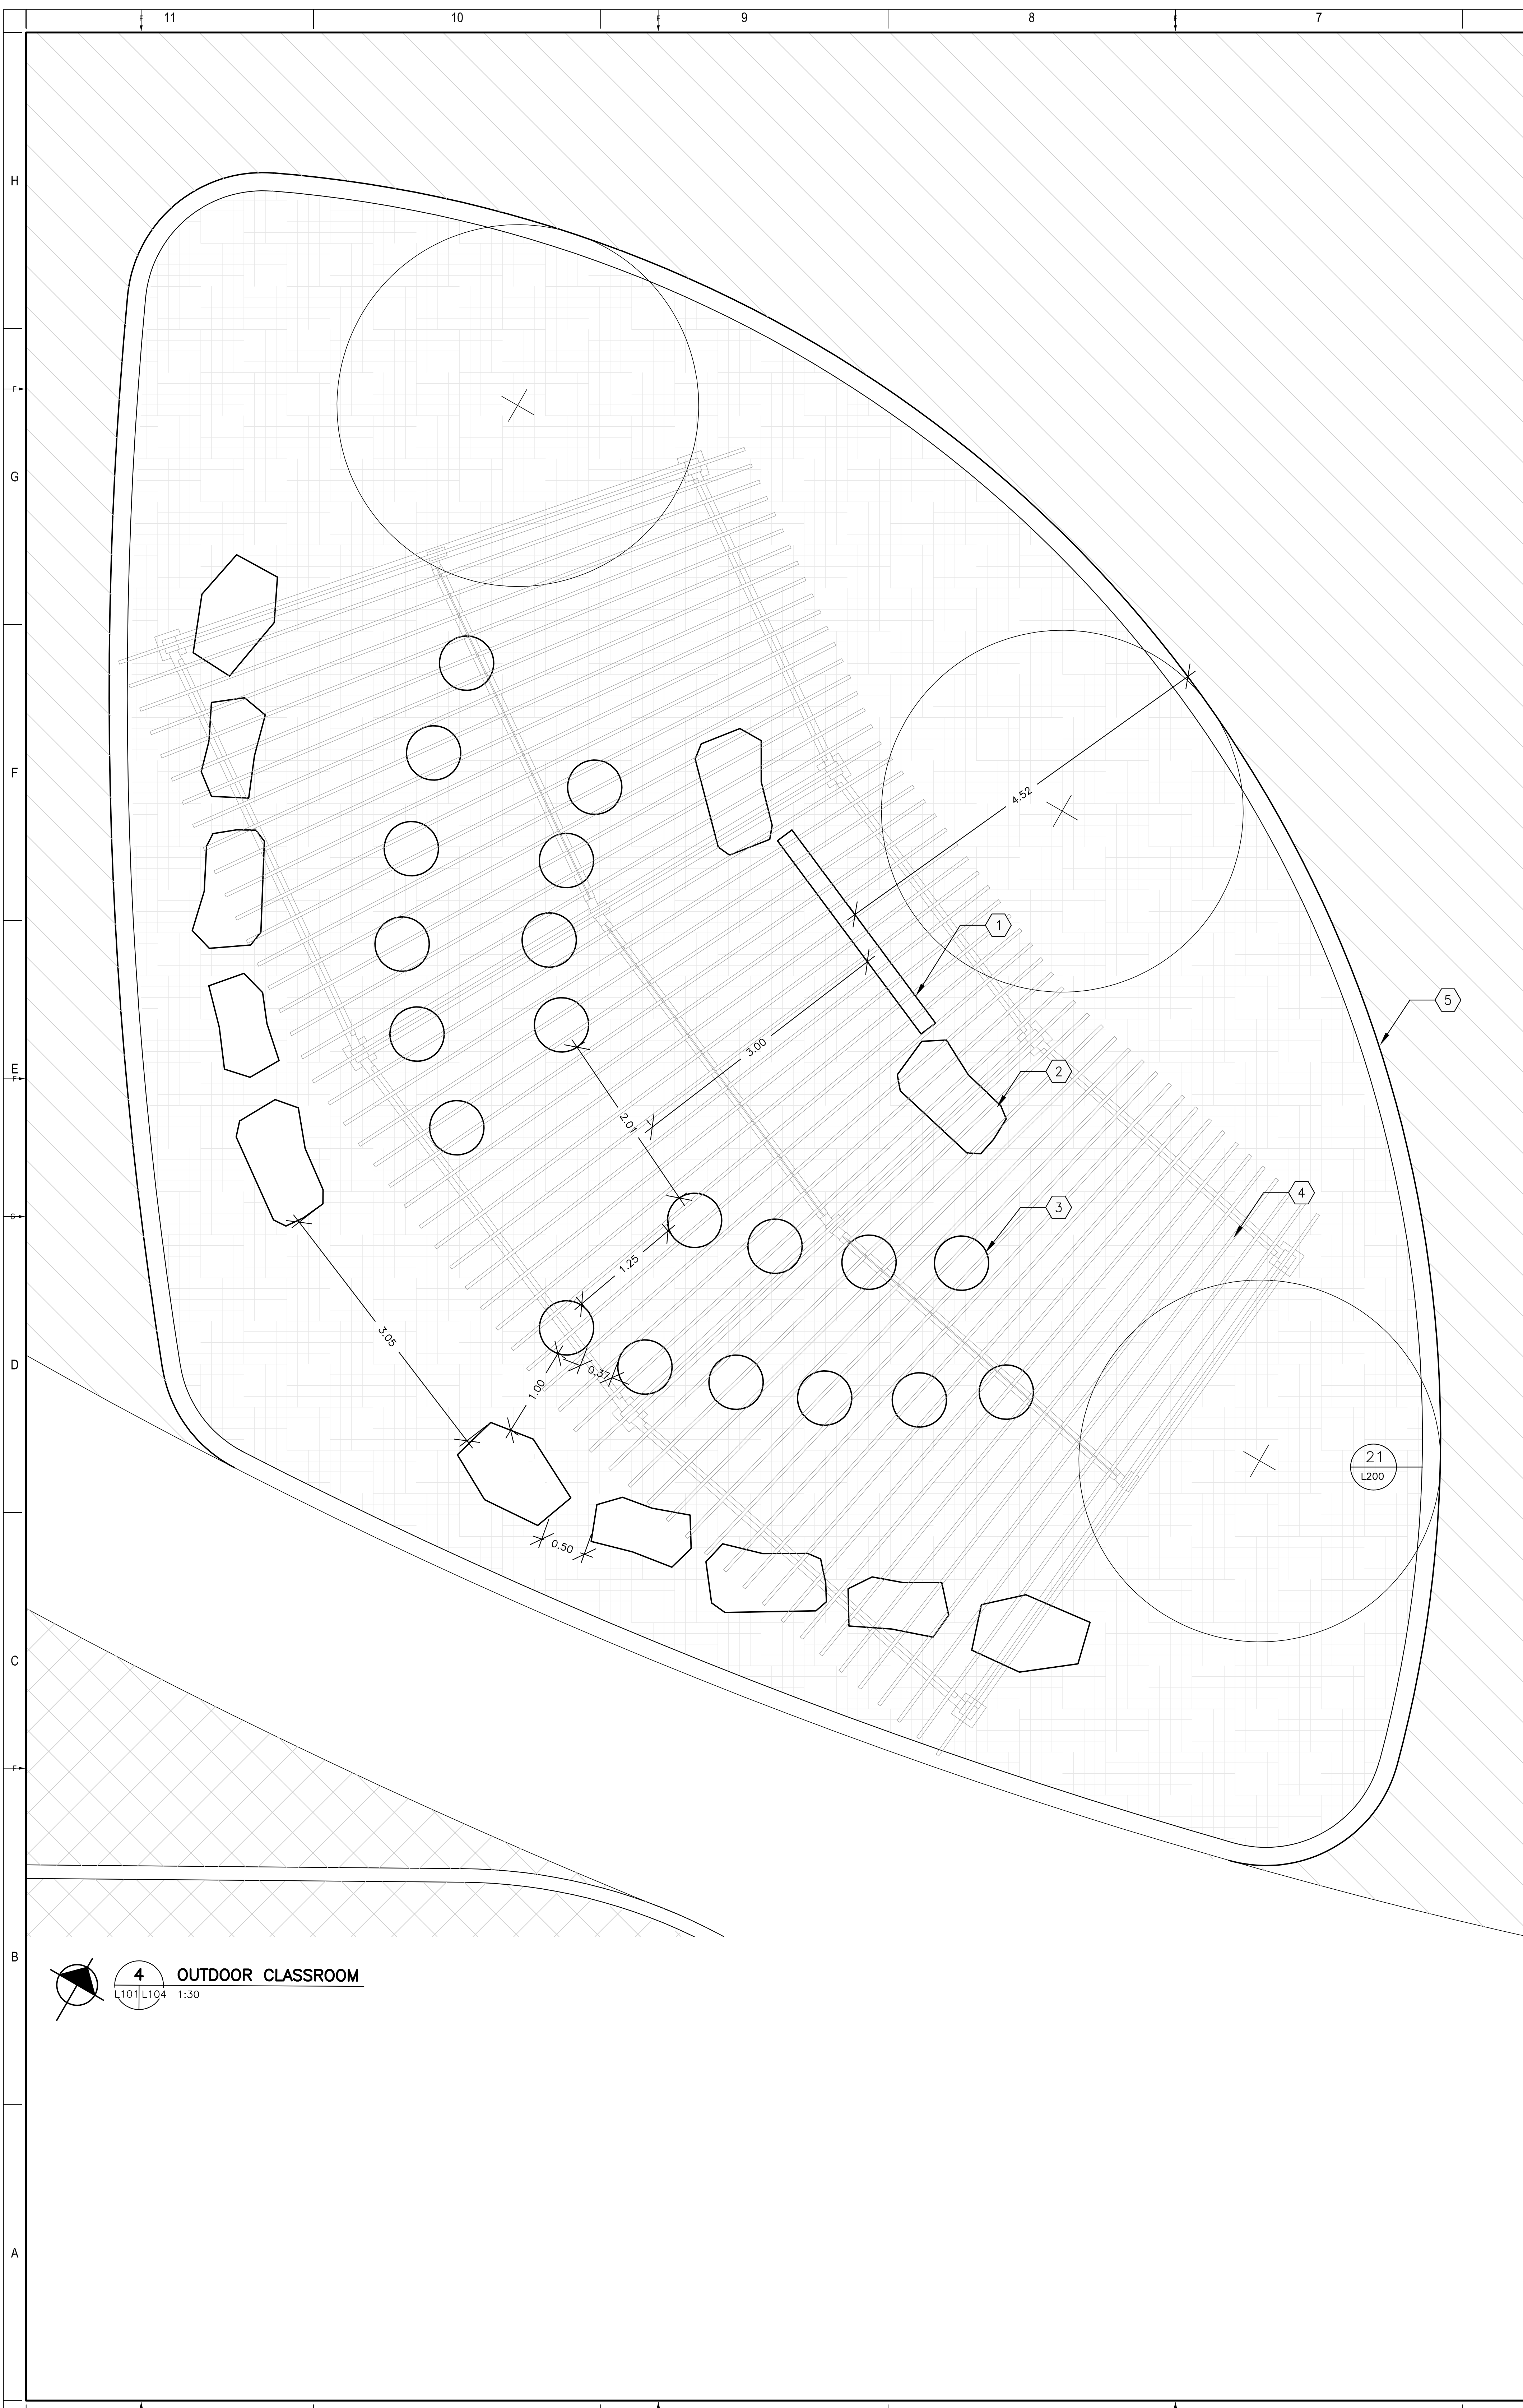 11 10 9 8 7
F F F
H
F
G
4.52
F
1
5
E
F
3.00
2
2.01
4
G
3
1.25
3.05
D
0.37
1.00
21
L200
0.50
C
F
B
4 OUTDOOR CLASSROOM
L101 L104 1:30
A